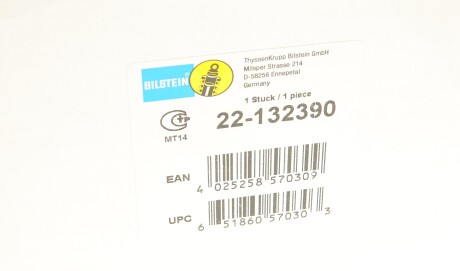 ThyssenKrupp Bilstein GmbH
Milsper Strasse 214
D-58256 Ennepetal
Germany
BILSTEIN
1 Stuck / 1 piece
22-132390
MT14
EAN
4 025258 570309
UPC
6 51860 57030 3